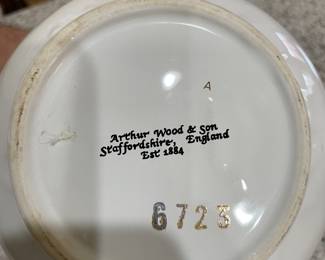 A
Arthur Wood & Son
Staffordshire, England
Est 1884
6723